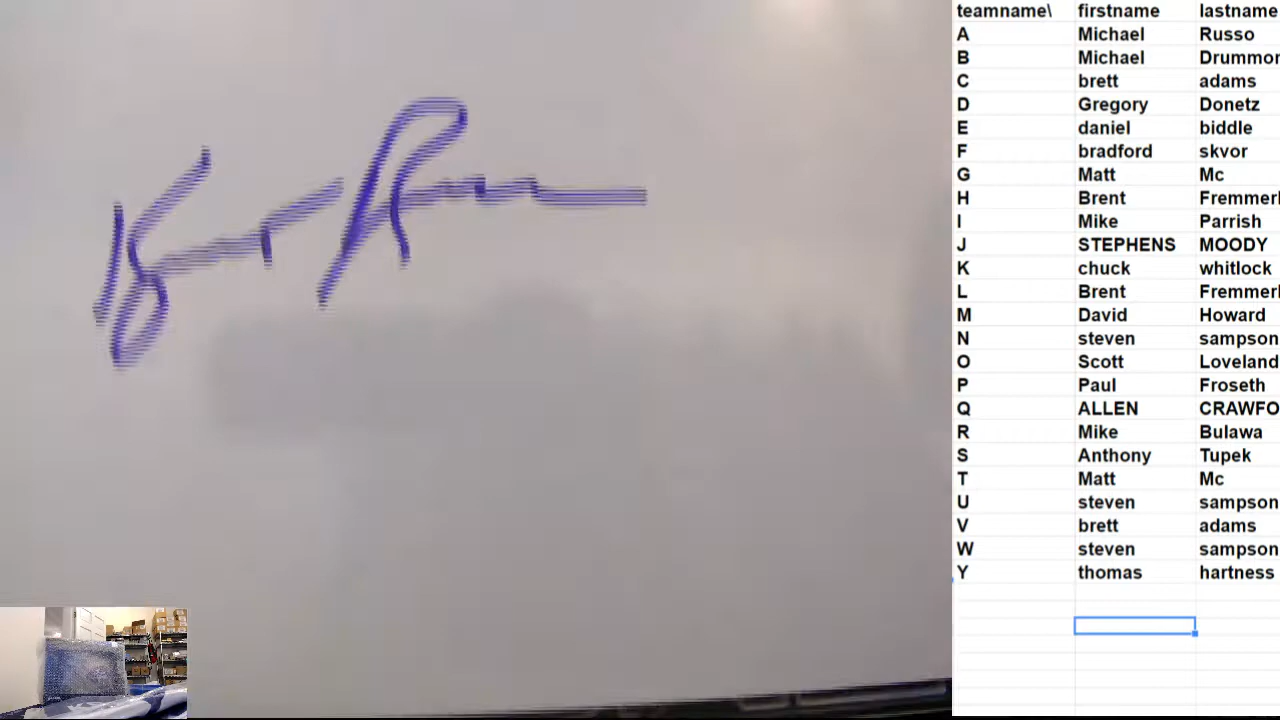 teamname\ firstname lastname
A Michael Russo
B Michael Drummon
C brett adams
D Gregory Donetz
E daniel biddle
F bradford skvor
G Matt Mc
H Brent Fremmerl
I Mike Parrish
J STEPHENS MOODY
K chuck whitlock
L Brent Fremmerl
M David Howard
N steven sampson
O Scott Loveland
P Paul Froseth
Q ALLEN CRAWFO
R Mike Bulawa
S Anthony Tupek
T Matt Mc
U steven sampson
V brett adams
W steven sampson
Y thomas hartness